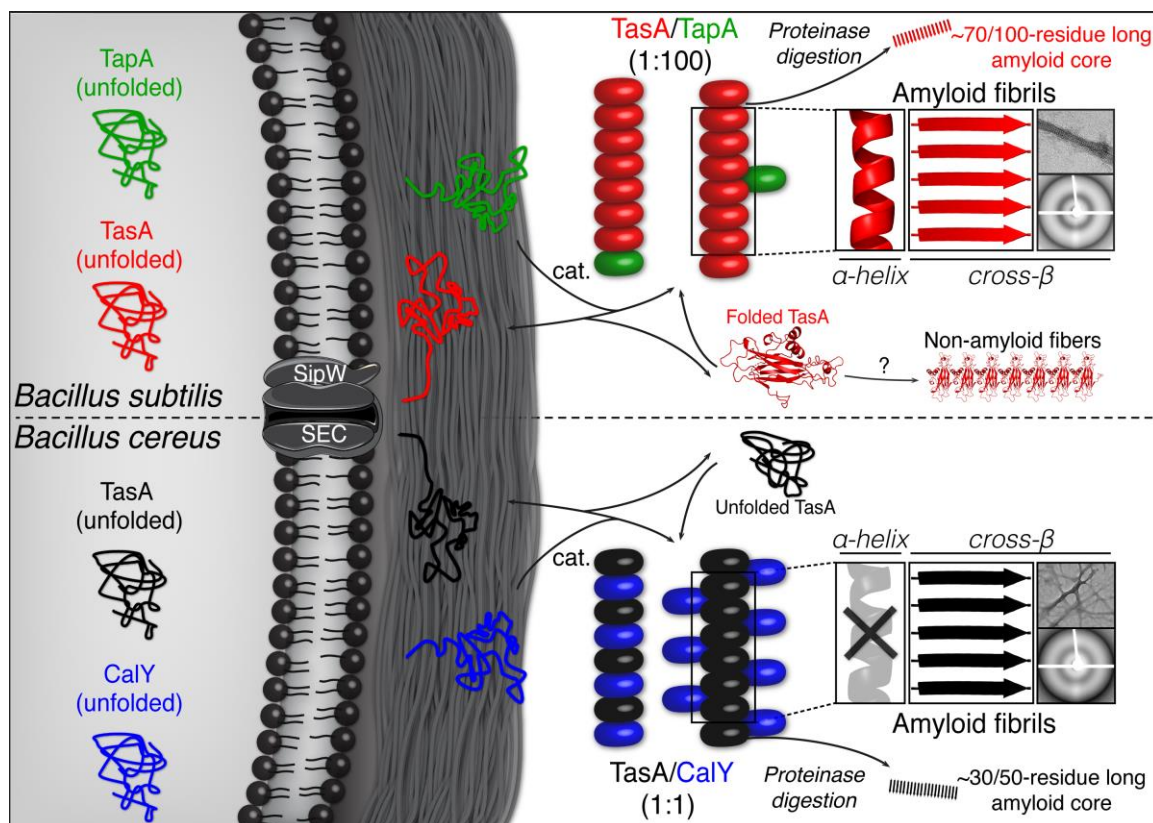 TapA
(unfolded)
TasA
(unfolded)
Bacillus subtilis
SipW
SEC
cat.
TasA/TapA
(1:100)
Proteinase
digestion
~70/100-residue long
amyloid core
Amyloid fibrils
α-helix
cross-β
Folded TasA
?
Non-amyloid fibers
Bacillus cereus
TasA
(unfolded)
CalY
(unfolded)
cat.
Unfolded TasA
α-helix
cross-β
Amyloid fibrils
TasA/CalY
(1:1)
Proteinase
digestion
~30/50-residue long
amyloid core